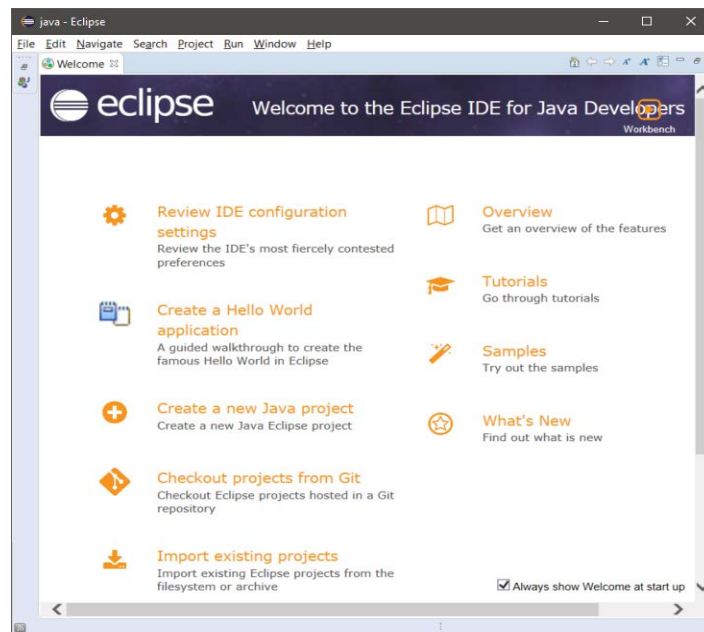 java - Eclipse
File Edit Navigate Search Project Run Window Help
Welcome
eclipse
Welcome to the Eclipse IDE for Java Developers
Workbench
Review IDE configuration
settings
Review the IDE's most fiercely contested
preferences
Create a Hello World
application
A guided walkthrough to create the
famous Hello World in Eclipse
Create a new Java project
Create a new Java Eclipse project
Checkout projects from Git
Checkout Eclipse projects hosted in a Git
repository
Import existing projects
Import existing Eclipse projects from the
filesystem or archive
Overview
Get an overview of the features
Tutorials
Go through tutorials
Samples
Try out the samples
What's New
Find out what is new
Always show Welcome at start up